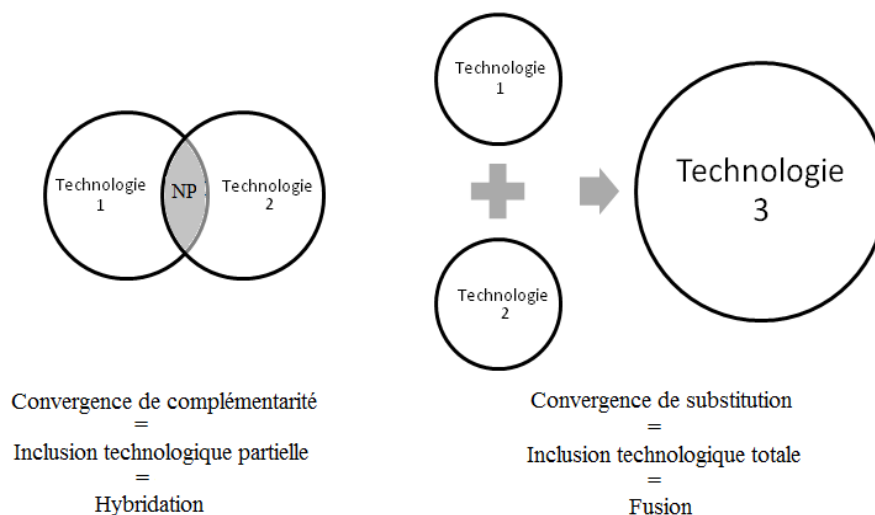 Technologie
1
NP
Technologie
2
Technologie
1
Technologie
2
Technologie
3
Convergence de complémentarité
=
Inclusion technologique partielle
=
Hybridation
Convergence de substitution
=
Inclusion technologique totale
=
Fusion